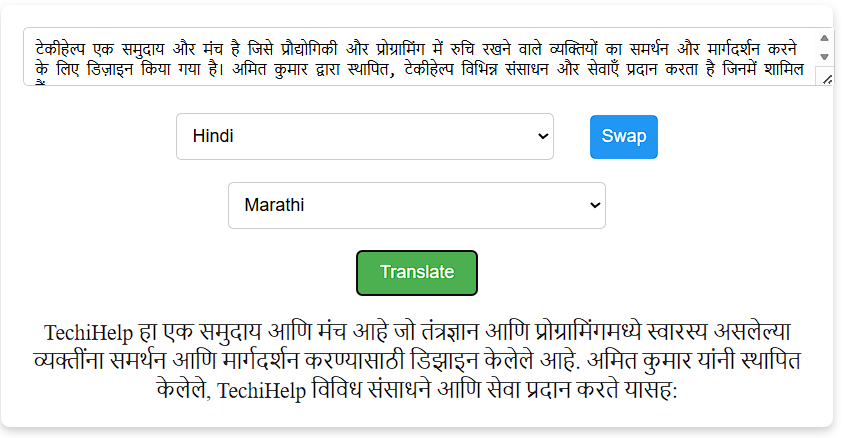 टेकीहेल्प एक समुदाय और मंच है जिसे प्रौद्योगिकी और प्रोग्रामिंग में रुचि रखने वाले व्यक्तियों का समर्थन और मार्गदर्शन करने
के लिए डिज़ाइन किया गया है। अमित कुमार द्वारा स्थापित, टेकीहेल्प विभिन्न संसाधन और सेवाएँ प्रदान करता है जिनमें शामिल
Hindi
Swap
Marathi
Translate
TechiHelp हा एक समुदाय आणि मंच आहे जो तंत्रज्ञान आणि प्रोग्रामिंगमध्ये स्वारस्य असलेल्या
व्यक्तींना समर्थन आणि मार्गदर्शन करण्यासाठी डिझाइन केलेले आहे. अमित कुमार यांनी स्थापित
केलेले, TechiHelp विविध संसाधने आणि सेवा प्रदान करते यासह: